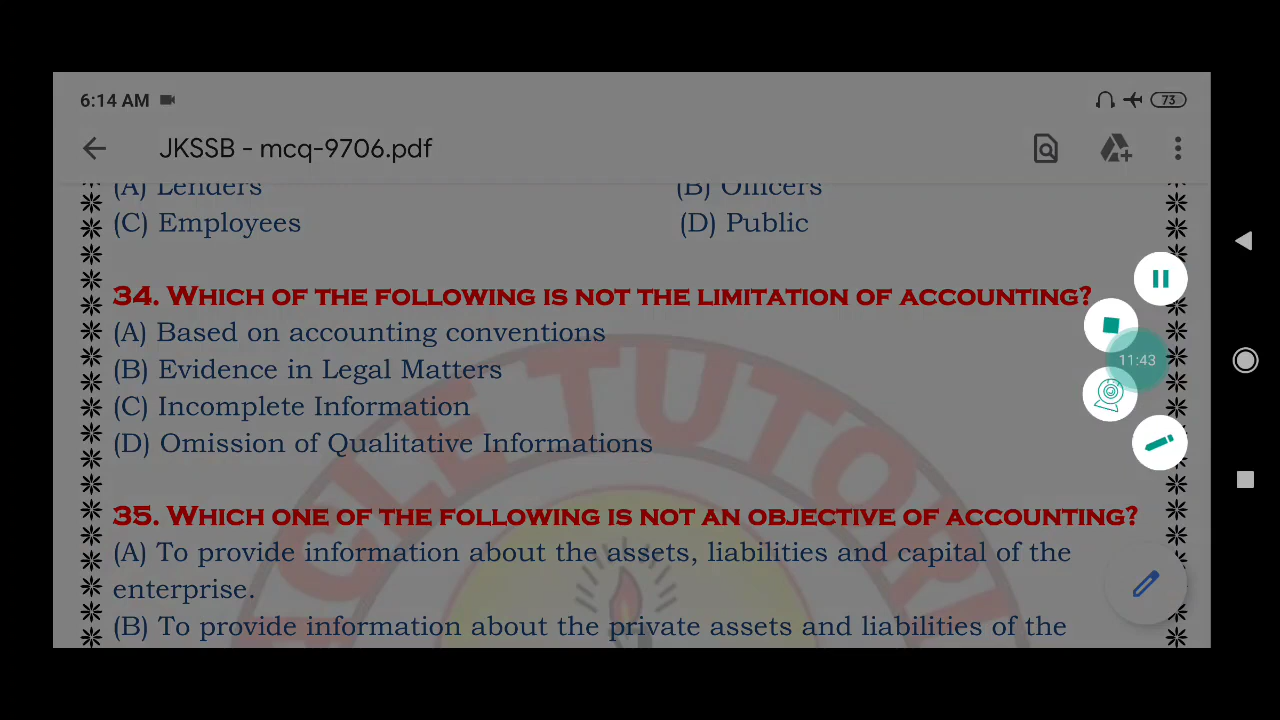 6:14 AM
73
JKSSB - mcq-9706.pdf
(A) Lenders (B) Officers
(C) Employees (D) Public
34. WHICH OF THE FOLLOWING IS NOT THE LIMITATION OF ACCOUNTING?
(A) Based on accounting conventions
(B) Evidence in Legal Matters
(C) Incomplete Information
(D) Omission of Qualitative Informations
11:43
35. WHICH ONE OF THE FOLLOWING IS NOT AN OBJECTIVE OF ACCOUNTING?
(A) To provide information about the assets, liabilities and capital of the
enterprise.
(B) To provide information about the private assets and liabilities of the